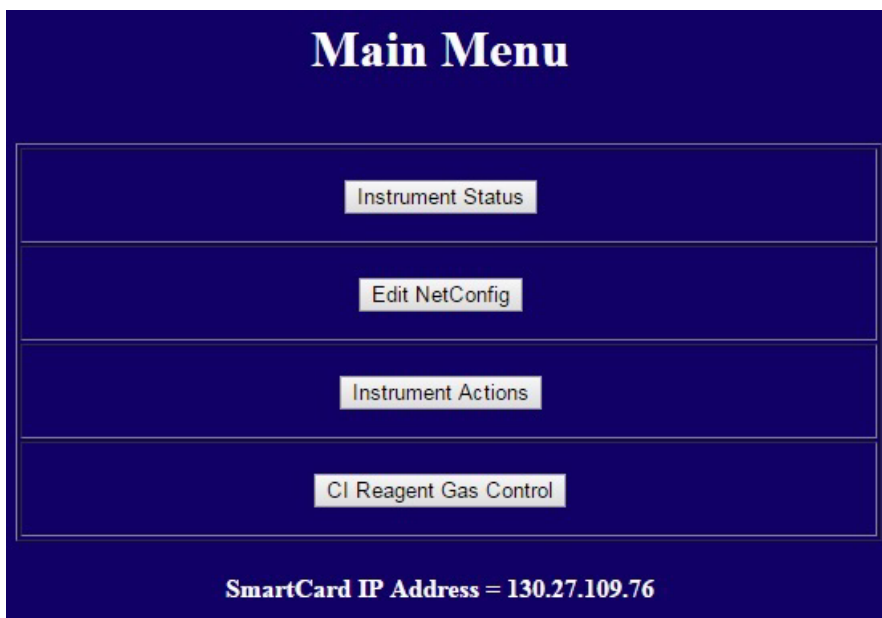 Main Menu
Instrument Status
Edit NetConfig
Instrument Actions
CI Reagent Gas Control
SmartCard IP Address = 130.27.109.76